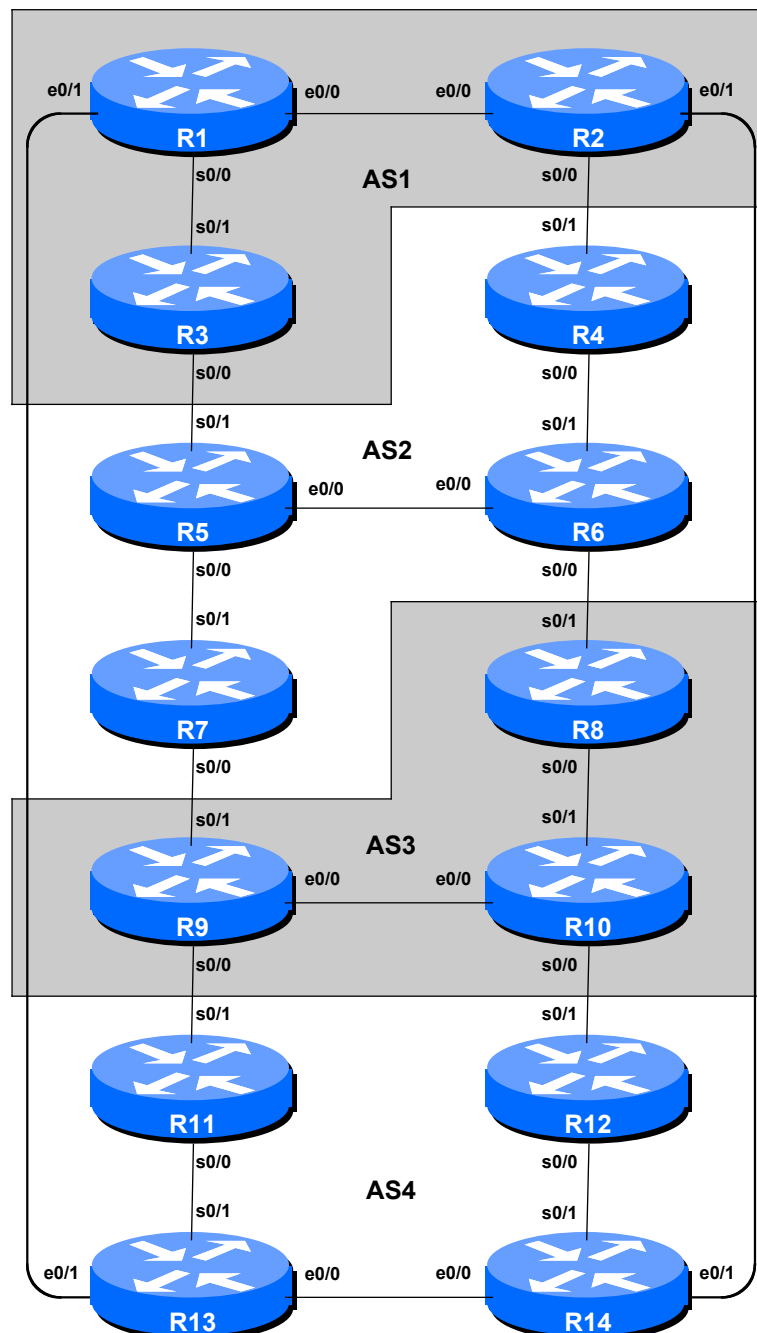 e0/1 e0/0 e0/0 e0/1
R1 R2
s0/0 AS1 s0/0
s0/1 s0/1
R3 R4
s0/0 s0/0
s0/1 AS2 s0/1
e0/0 e0/0
R5 R6
s0/0 s0/0
s0/1 s0/1
R7 R8
s0/0 s0/0
s0/1 AS3 s0/1
e0/0 e0/0
R9 R10
s0/0 s0/0
s0/1 s0/1
R11 R12
s0/0 s0/0
AS4
s0/1 s0/1
e0/1 e0/0 e0/0 e0/1
R13 R14